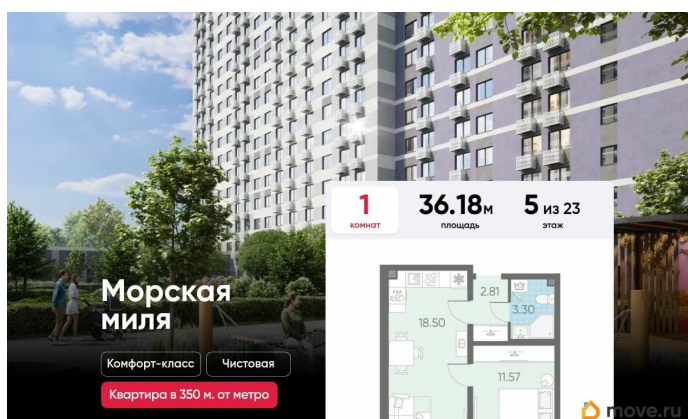 1
комнат
36.18м
площадь
5 из 23
этаж
Морская
миля
Комфорт-класс
Чистовая
Квартира в 350 м. от метро
2.81
3.30
18.50
11.57
move.ru